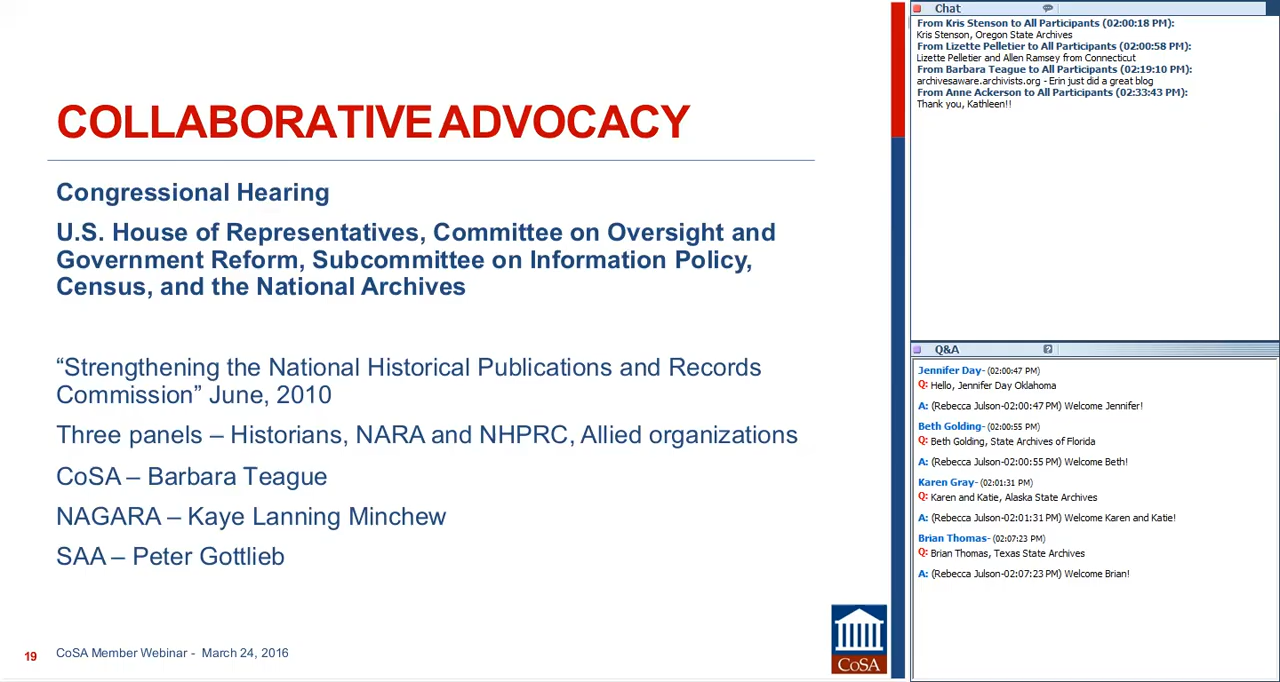 COLLABORATIVE ADVOCACY
Congressional Hearing
U.S. House of Representatives, Committee on Oversight and
Government Reform, Subcommittee on Information Policy,
Census, and the National Archives
“Strengthening the National Historical Publications and Records
Commission” June, 2010
Three panels – Historians, NARA and NHPRC, Allied organizations
CoSA – Barbara Teague
NAGARA – Kaye Lanning Minchew
SAA – Peter Gottlieb
19
CoSA Member Webinar - March 24, 2016
CoSA
Chat
From Kris Stenson to All Participants (02:00:18 PM):
Kris Stenson, Oregon State Archives
From Lizette Pelletier to All Participants (02:00:58 PM):
Lizette Pelletier and Allen Ramsey from Connecticut
From Barbara Teague to All Participants (02:19:10 PM):
archivesaware.archivists.org - Erin just did a great blog
From Anne Ackerson to All Participants (02:33:43 PM):
Thank you, Kathleen!!
Q&A
Jennifer Day- (02:00:47 PM)
Q: Hello, Jennifer Day Oklahoma
A: (Rebecca Julson-02:00:47 PM) Welcome Jennifer!
Beth Golding- (02:00:55 PM)
Q: Beth Golding, State Archives of Florida
A: (Rebecca Julson-02:00:55 PM) Welcome Beth!
Karen Gray- (02:01:31 PM)
Q: Karen and Katie, Alaska State Archives
A: (Rebecca Julson-02:01:31 PM) Welcome Karen and Katie!
Brian Thomas- (02:07:23 PM)
Q: Brian Thomas, Texas State Archives
A: (Rebecca Julson-02:07:23 PM) Welcome Brian!